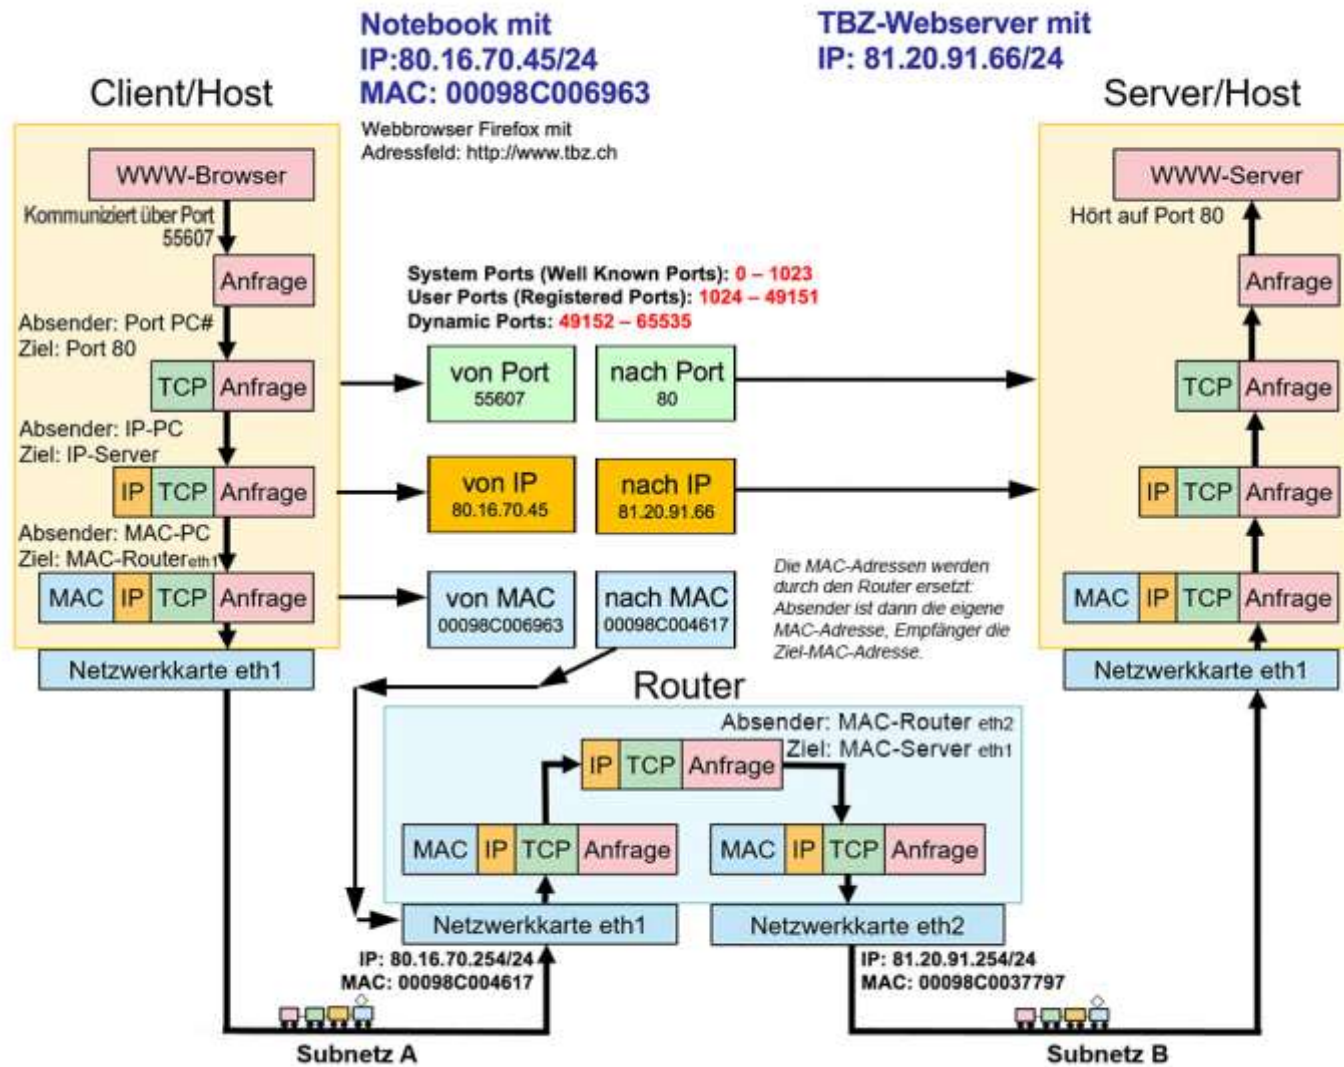 Notebook mit
IP:80.16.70.45/24
MAC: 00098C006963
Webbrowser Firefox mit
Adressfeld: http://www.tbz.ch
TBZ-Webserver mit
IP: 81.20.91.66/24
Client/Host
WWW-Browser
Kommuniziert über Port
55607
Anfrage
Absender: Port PC#
Ziel: Port 80
TCP Anfrage
Absender: IP-PC
Ziel: IP-Server
IP TCP Anfrage
Absender: MAC-PC
Ziel: MAC-Router eth1
MAC IP TCP Anfrage
Netzwerkkarte eth1
System Ports (Well Known Ports): 0 – 1023
User Ports (Registered Ports): 1024 – 49151
Dynamic Ports: 49152 – 65535
von Port
55607
nach Port
80
von IP
80.16.70.45
nach IP
81.20.91.66
von MAC
00098C006963
nach MAC
00098C004617
Die MAC-Adressen werden
durch den Router ersetzt:
Absender ist dann die eigene
MAC-Adresse, Empfänger die
Ziel-MAC-Adresse.
Server/Host
WWW-Server
Hört auf Port 80
Anfrage
TCP Anfrage
IP TCP Anfrage
MAC IP TCP Anfrage
Netzwerkkarte eth1
Router
Absender: MAC-Router eth2
Ziel: MAC-Server eth1
IP TCP Anfrage
MAC IP TCP Anfrage
MAC IP TCP Anfrage
Netzwerkkarte eth1
Netzwerkkarte eth2
IP: 80.16.70.254/24
MAC: 00098C004617
IP: 81.20.91.254/24
MAC: 00098C0037797
Subnetz A
Subnetz B